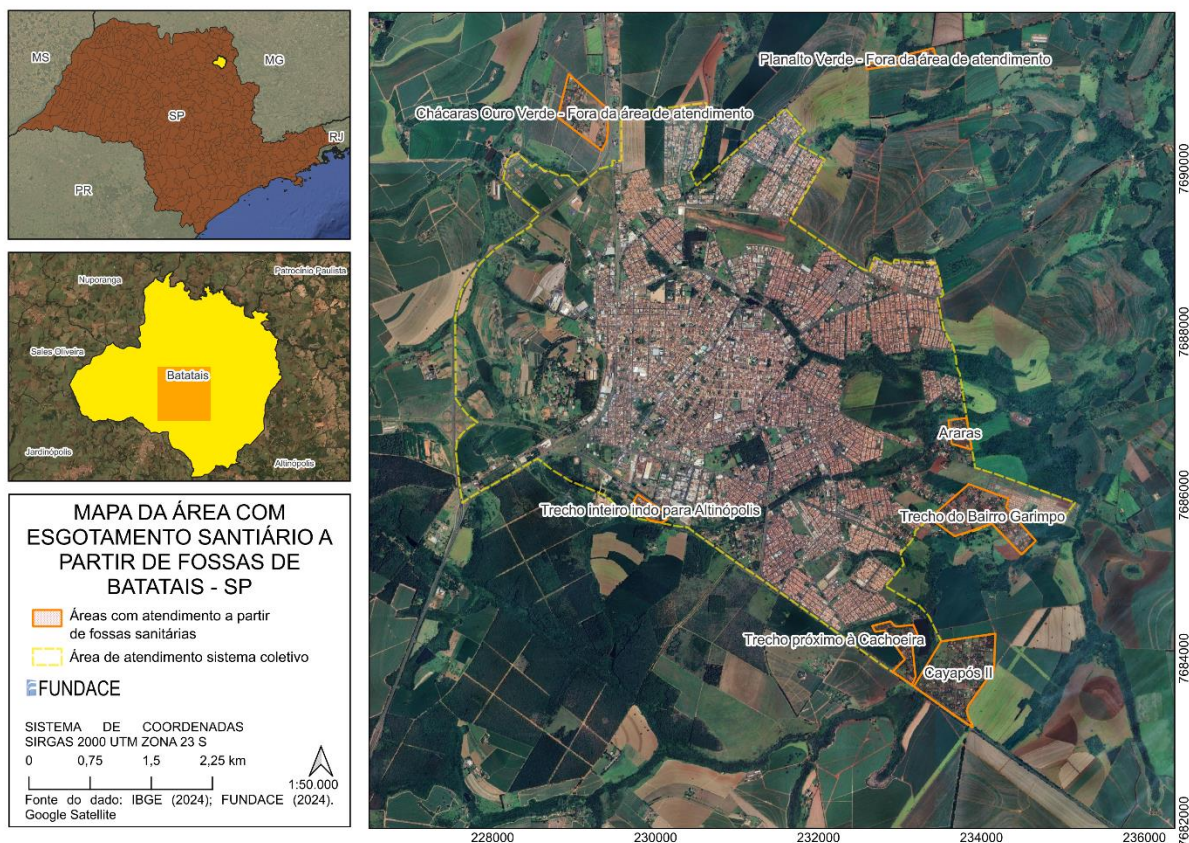 MS
MG
SP
RJ
PR
Nuporanga
Patrocínio Paulista
Sales Oliveira
Batatais
Jardinópolis
Altinópolis
MAPA DA ÁREA COM
ESGOTAMENTO SANTIÁRIO A
PARTIR DE FOSSAS DE
BATATAIS - SP
Áreas com atendimento a partir
de fossas sanitárias
Área de atendimento sistema coletivo
FUNDACE
SISTEMA DE COORDENADAS
SIRGAS 2000 UTM ZONA 23 S
0 0,75 1,5 2,25 km
1:50.000
Fonte do dado: IBGE (2024); FUNDACE (2024).
Google Satellite
Planalto Verde - Fora da área de atendimento
Chácaras Ouro Verde - Fora da área de atendimento
Araras
Trecho inteiro indo para Altinópolis
Trecho do Bairro Garimpo
Trecho próximo à Cachoeira
Cayapós II
7690000
7688000
7686000
7684000
7682000
228000 230000 232000 234000 236000